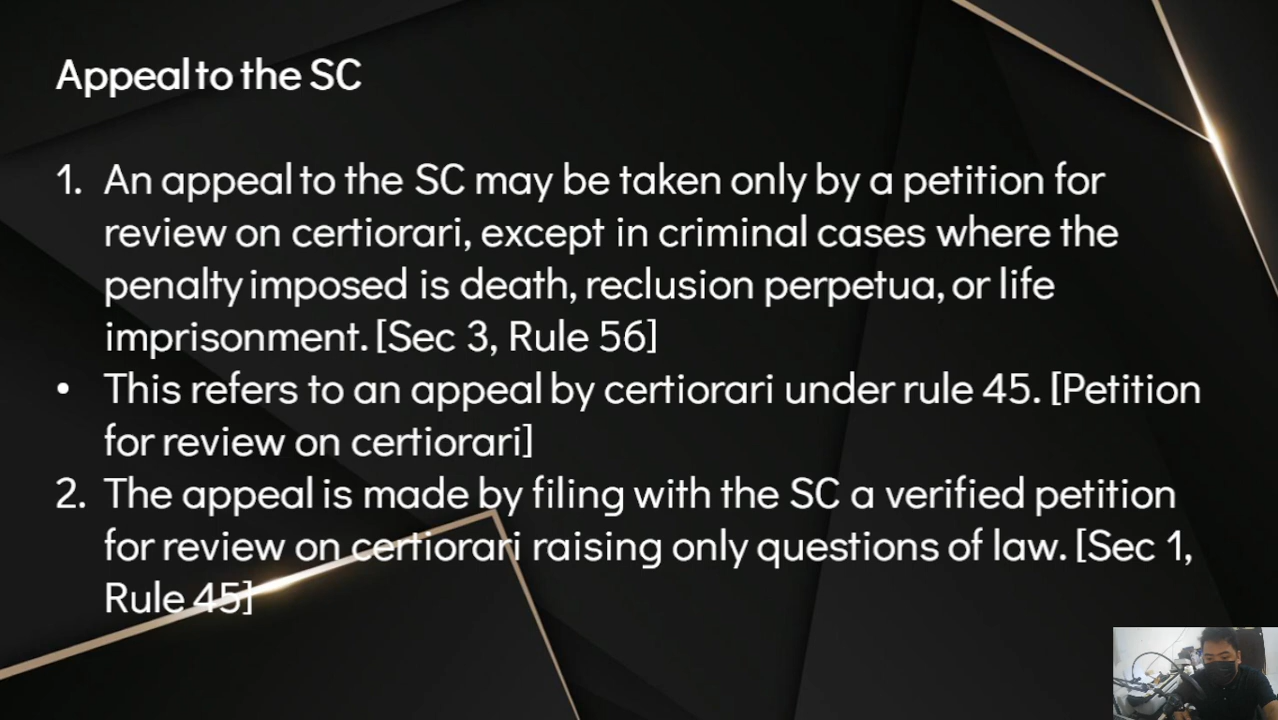 Appeal to the SC
1. An appeal to the SC may be taken only by a petition for
review on certiorari, except in criminal cases where the
penalty imposed is death, reclusion perpetua, or life
imprisonment. [Sec 3, Rule 56]
• This refers to an appeal by certiorari under rule 45. [Petition
for review on certiorari]
2. The appeal is made by filing with the SC a verified petition
for review on certiorari raising only questions of law. [Sec 1,
Rule 45]